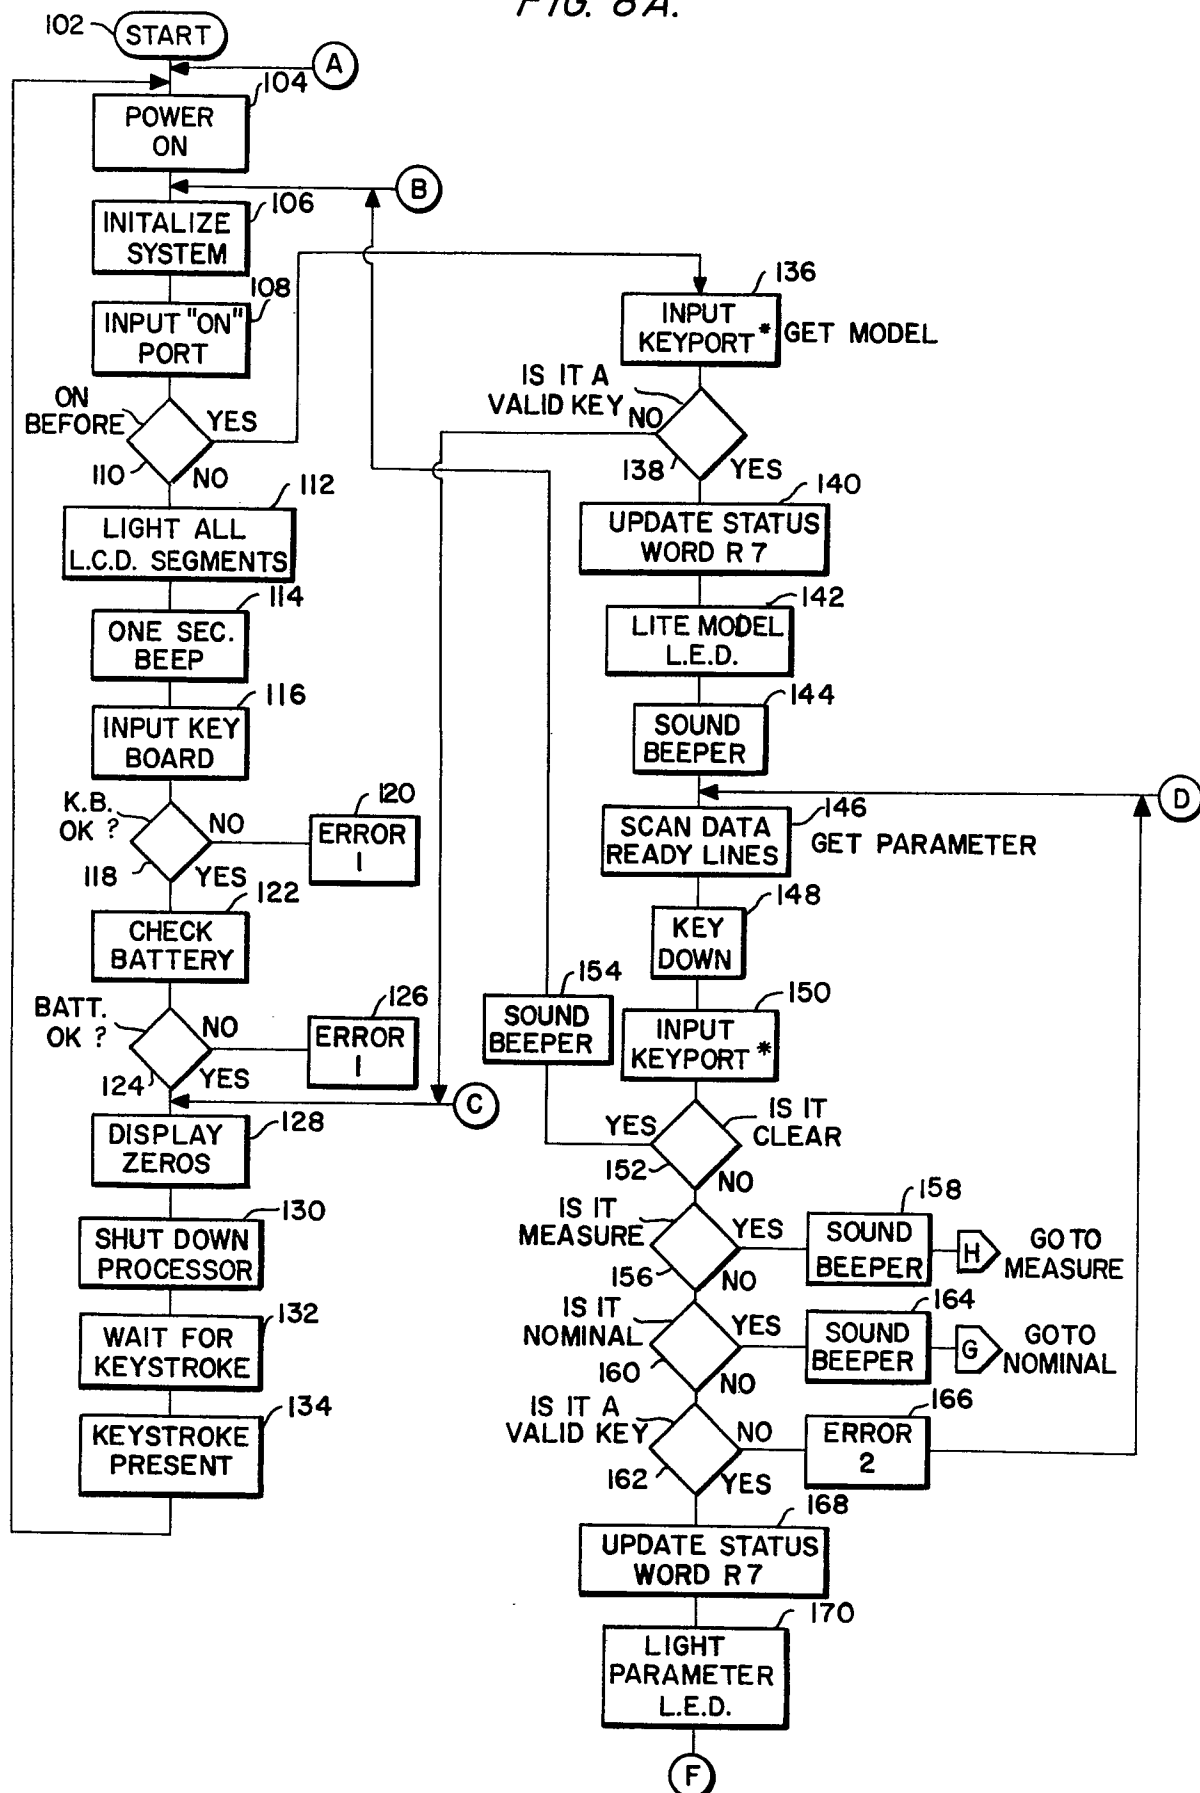 FIG. 8A.
102
START
A
104
POWER
ON
B
106
INITALIZE
SYSTEM
108
INPUT "ON"
PORT
ON
BEFORE
YES
110
NO
112
LIGHT ALL
L.C.D. SEGMENTS
114
ONE SEC.
BEEP
116
INPUT KEY
BOARD
K.B.
OK ?
NO
118
YES
120
ERROR
1
122
CHECK
BATTERY
BATT.
OK ?
NO
124
YES
126
ERROR
1
C
128
DISPLAY
ZEROS
130
SHUT DOWN
PROCESSOR
132
WAIT FOR
KEYSTROKE
134
KEYSTROKE
PRESENT
136
INPUT
KEYPORT *
GET MODEL
IS IT A
VALID KEY
NO
138
YES
140
UPDATE STATUS
WORD R 7
142
LITE MODEL
L.E.D.
144
SOUND
BEEPER
D
146
SCAN DATA
READY LINES
GET PARAMETER
148
KEY
DOWN
150
INPUT
KEYPORT *
154
SOUND
BEEPER
YES
IS IT
CLEAR
152
NO
IS IT
MEASURE
YES
156
NO
158
SOUND
BEEPER
H
GO TO
MEASURE
IS IT
NOMINAL
YES
160
NO
164
SOUND
BEEPER
G
GO TO
NOMINAL
IS IT A
VALID KEY
NO
162
YES
166
ERROR
2
168
UPDATE STATUS
WORD R 7
170
LIGHT
PARAMETER
L.E.D.
F